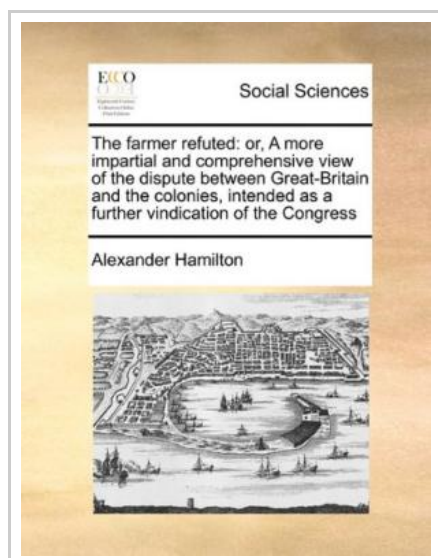 ECCO
Social Sciences
The farmer refuted: or, A more
impartial and comprehensive view
of the dispute between Great-Britain
and the colonies, intended as a
further vindication of the Congress
Alexander Hamilton